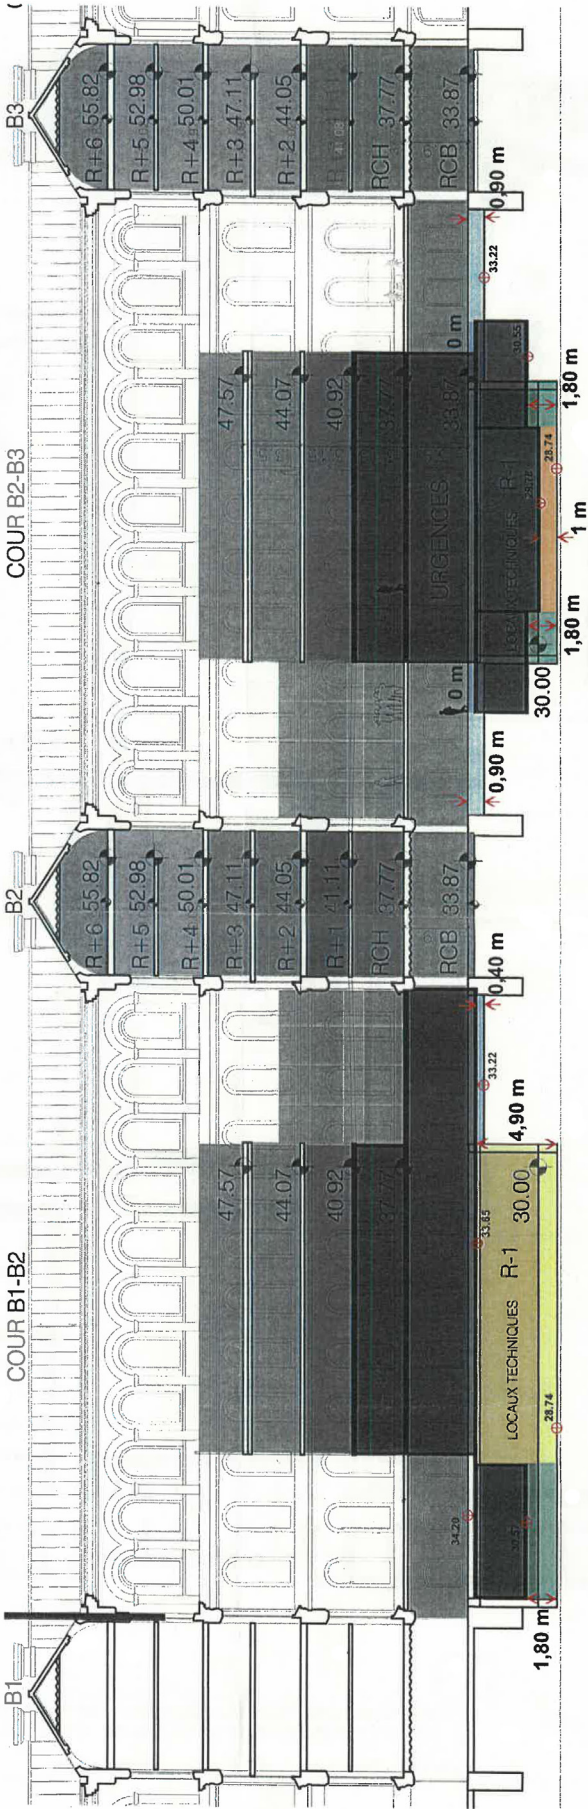 B1
COUR B1-B2
B2
COUR B2-B3
B3
47.57
44.07
40.92
34.20
33.65
LOCAUX TECHNIQUES R-1
30.00
28.74
1,80 m
4,90 m
33.22
0,40 m
R+6 55.82
R+5 52.98
R+4 50.01
R+3 47.11
R+2 44.05
R+1 41.11
RCH 37.77
RCB 33.87
47.57
44.07
40.92
37.77
URGENCES
33.87
0 m
0 m
LOCAUX TECHNIQUES R-1
30.00
28.74
0,90 m
1,80 m
1 m
1,80 m
33.22
0,90 m
R+6 55.82
R+5 52.98
R+4 50.01
R+3 47.11
R+2 44.05
RCH 37.77
RCB 33.87